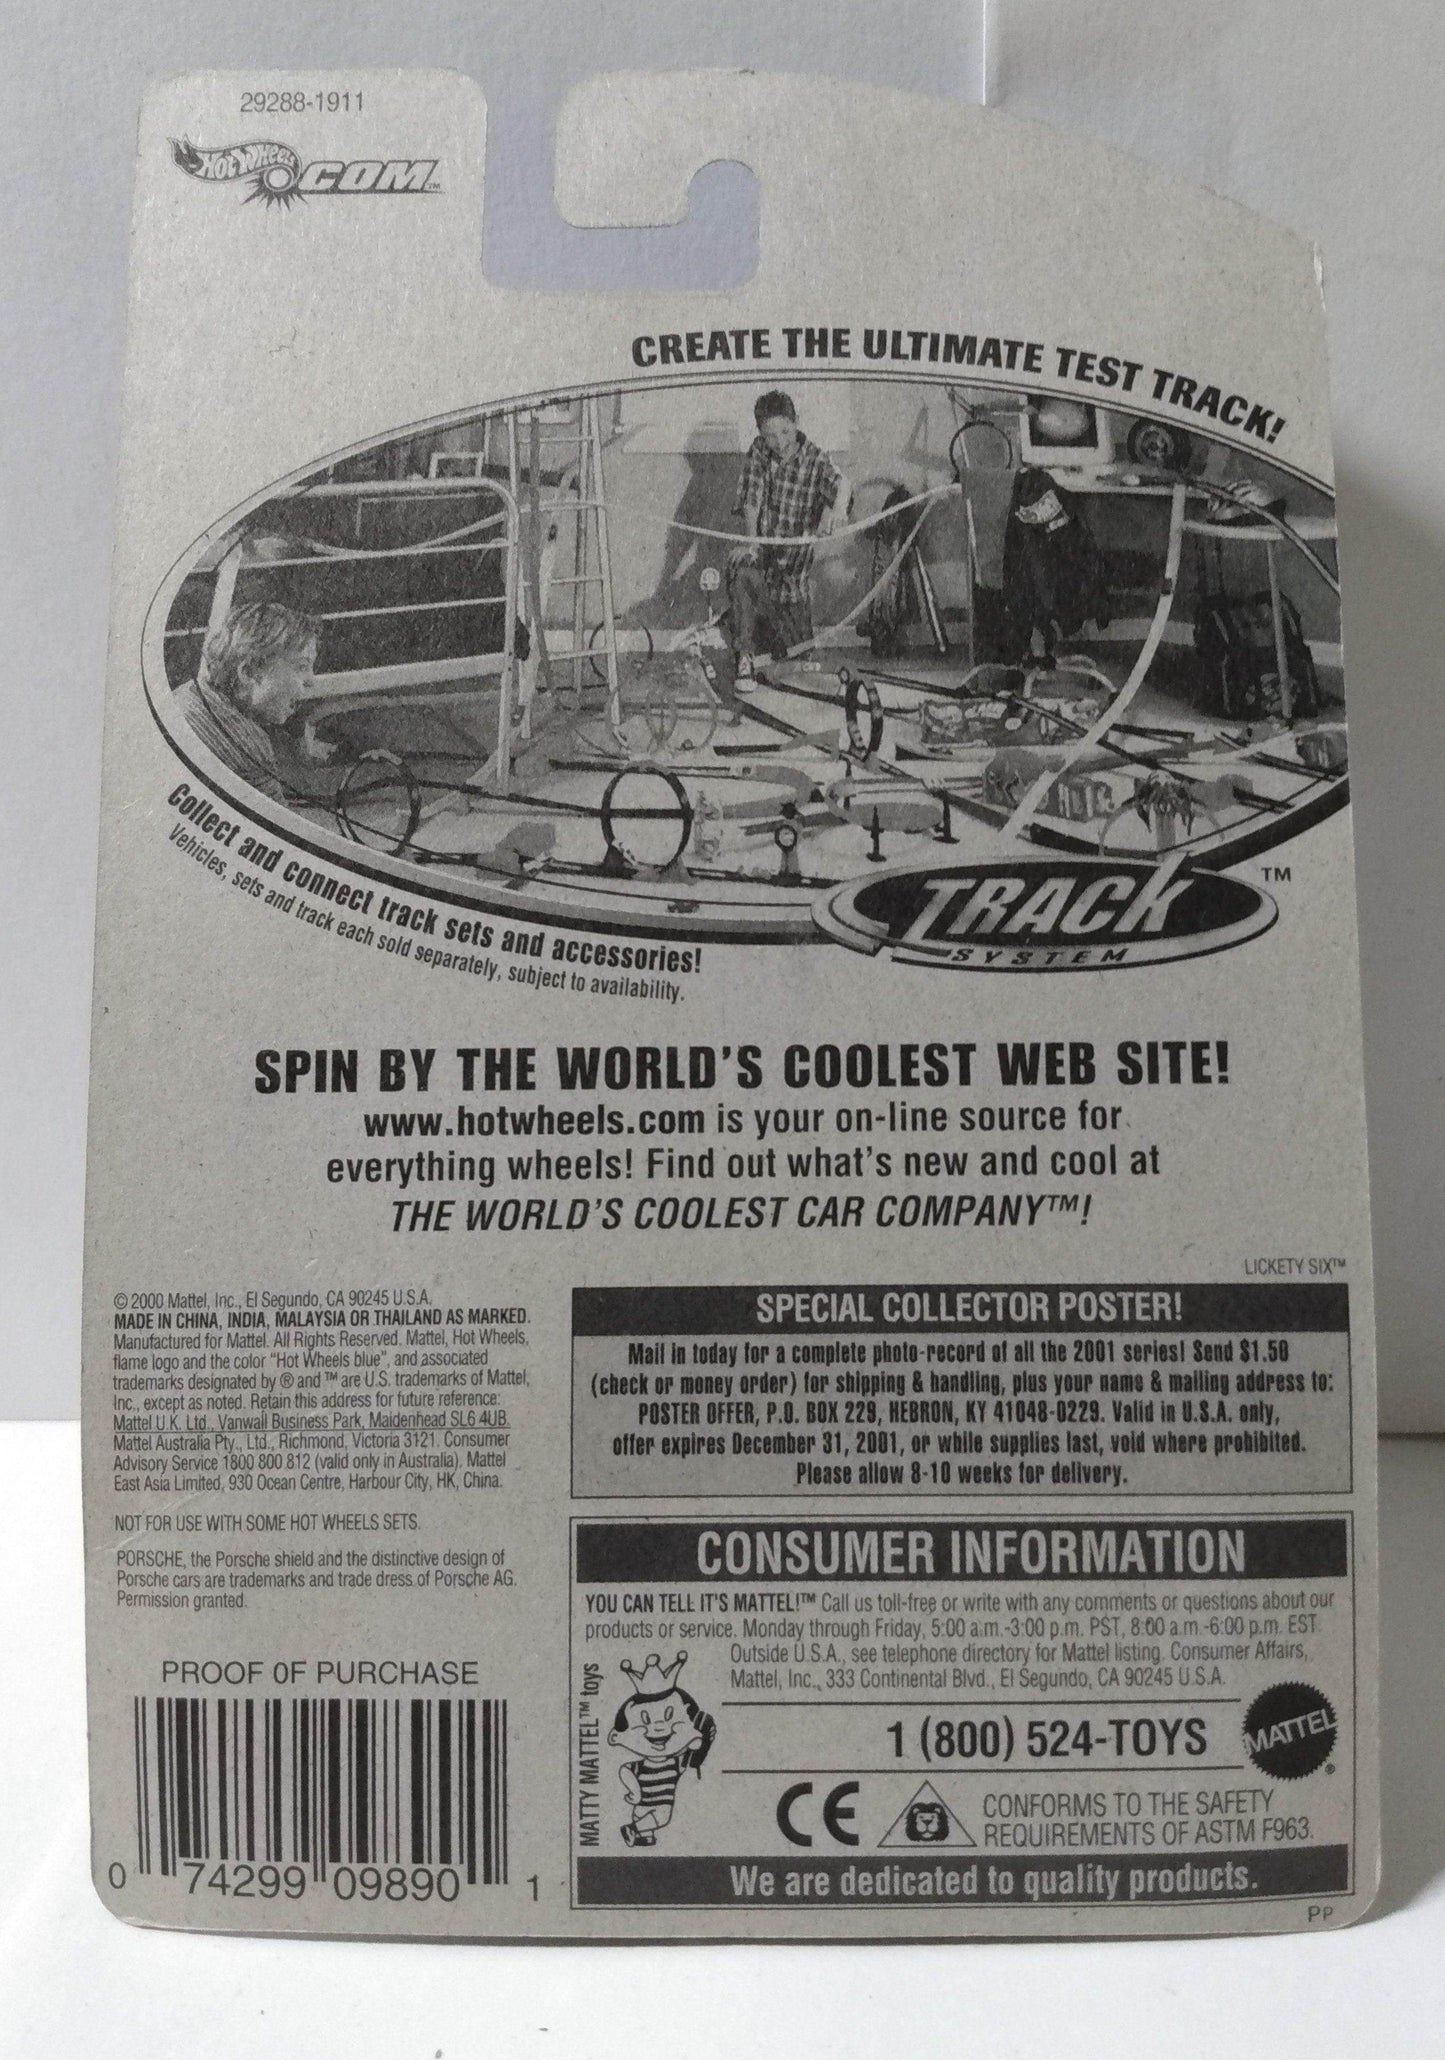 29288-1911
HOT WHEELS .COM™
CREATE THE ULTIMATE TEST TRACK!
Collect and connect track sets and accessories!
Vehicles, sets and track each sold separately, subject to availability.
TRACK ™
SYSTEM
SPIN BY THE WORLD'S COOLEST WEB SITE!
www.hotwheels.com is your on-line source for
everything wheels! Find out what's new and cool at
THE WORLD'S COOLEST CAR COMPANY™!
LICKETY SIX™
© 2000 Mattel, Inc., El Segundo, CA 90245 U.S.A.
MADE IN CHINA, INDIA, MALAYSIA OR THAILAND AS MARKED.
Manufactured for Mattel. All Rights Reserved. Mattel, Hot Wheels,
flame logo and the color "Hot Wheels blue", and associated
trademarks designated by ® and ™ are U.S. trademarks of Mattel,
Inc., except as noted. Retain this address for future reference:
Mattel U.K. Ltd., Vanwall Business Park, Maidenhead SL6 4UB.
Mattel Australia Pty., Ltd., Richmond, Victoria 3121. Consumer
Advisory Service 1800 800 812 (valid only in Australia). Mattel
East Asia Limited, 930 Ocean Centre, Harbour City, HK, China.
NOT FOR USE WITH SOME HOT WHEELS SETS.
PORSCHE, the Porsche shield and the distinctive design of
Porsche cars are trademarks and trade dress of Porsche AG.
Permission granted.
PROOF OF PURCHASE
0 74299 09890 1
SPECIAL COLLECTOR POSTER!
Mail in today for a complete photo-record of all the 2001 series! Send $1.50
(check or money order) for shipping & handling, plus your name & mailing address to:
POSTER OFFER, P.O. BOX 229, HEBRON, KY 41048-0229. Valid in U.S.A. only,
offer expires December 31, 2001, or while supplies last, void where prohibited.
Please allow 8-10 weeks for delivery.
CONSUMER INFORMATION
YOU CAN TELL IT'S MATTEL!™ Call us toll-free or write with any comments or questions about our
products or service. Monday through Friday, 5:00 a.m.-3:00 p.m. PST, 8:00 a.m.-6:00 p.m. EST.
Outside U.S.A., see telephone directory for Mattel listing. Consumer Affairs,
Mattel, Inc., 333 Continental Blvd., El Segundo, CA 90245 U.S.A.
MATTY MATTEL™ toys
1 (800) 524-TOYS
MATTEL®
CE
CONFORMS TO THE SAFETY
REQUIREMENTS OF ASTM F963.
We are dedicated to quality products.
PP